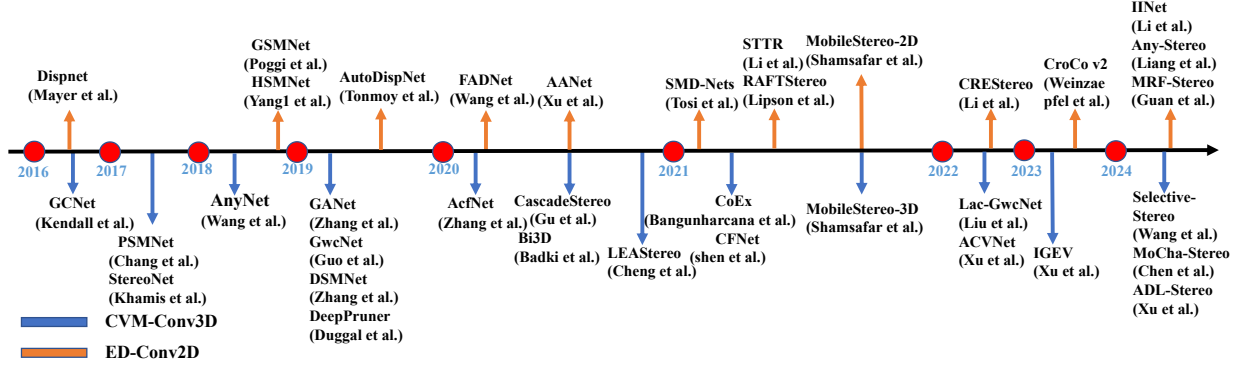 Dispnet
(Mayer et al.)
GSMNet
(Poggi et al.)
HSMNet
(Yang1 et al.)
AutoDispNet
(Tonmoy et al.)
FADNet
(Wang et al.)
AANet
(Xu et al.)
SMD-Nets
(Tosi et al.)
STTR
(Li et al.)
RAFTStereo
(Lipson et al.)
MobileStereo-2D
(Shamsafar et al.)
CREStereo
(Li et al.)
CroCo v2
(Weinzae
pfel et al.)
IINet
(Li et al.)
Any-Stereo
(Liang et al.)
MRF-Stereo
(Guan et al.)
2016
2017
2018
2019
2020
2021
2022
2023
2024
GCNet
(Kendall et al.)
PSMNet
(Chang et al.)
StereoNet
(Khamis et al.)
AnyNet
(Wang et al.)
GANet
(Zhang et al.)
GwcNet
(Guo et al.)
DSMNet
(Zhang et al.)
DeepPruner
(Duggal et al.)
AcfNet
(Zhang et al.)
CascadeStereo
(Gu et al.)
Bi3D
(Badki et al.)
LEAStereo
(Cheng et al.)
CoEx
(Bangunharcana et al.)
CFNet
(shen et al.)
MobileStereo-3D
(Shamsafar et al.)
Lac-GwcNet
(Liu et al.)
ACVNet
(Xu et al.)
IGEV
(Xu et al.)
Selective-
Stereo
(Wang et al.)
MoCha-Stereo
(Chen et al.)
ADL-Stereo
(Xu et al.)
CVM-Conv3D
ED-Conv2D